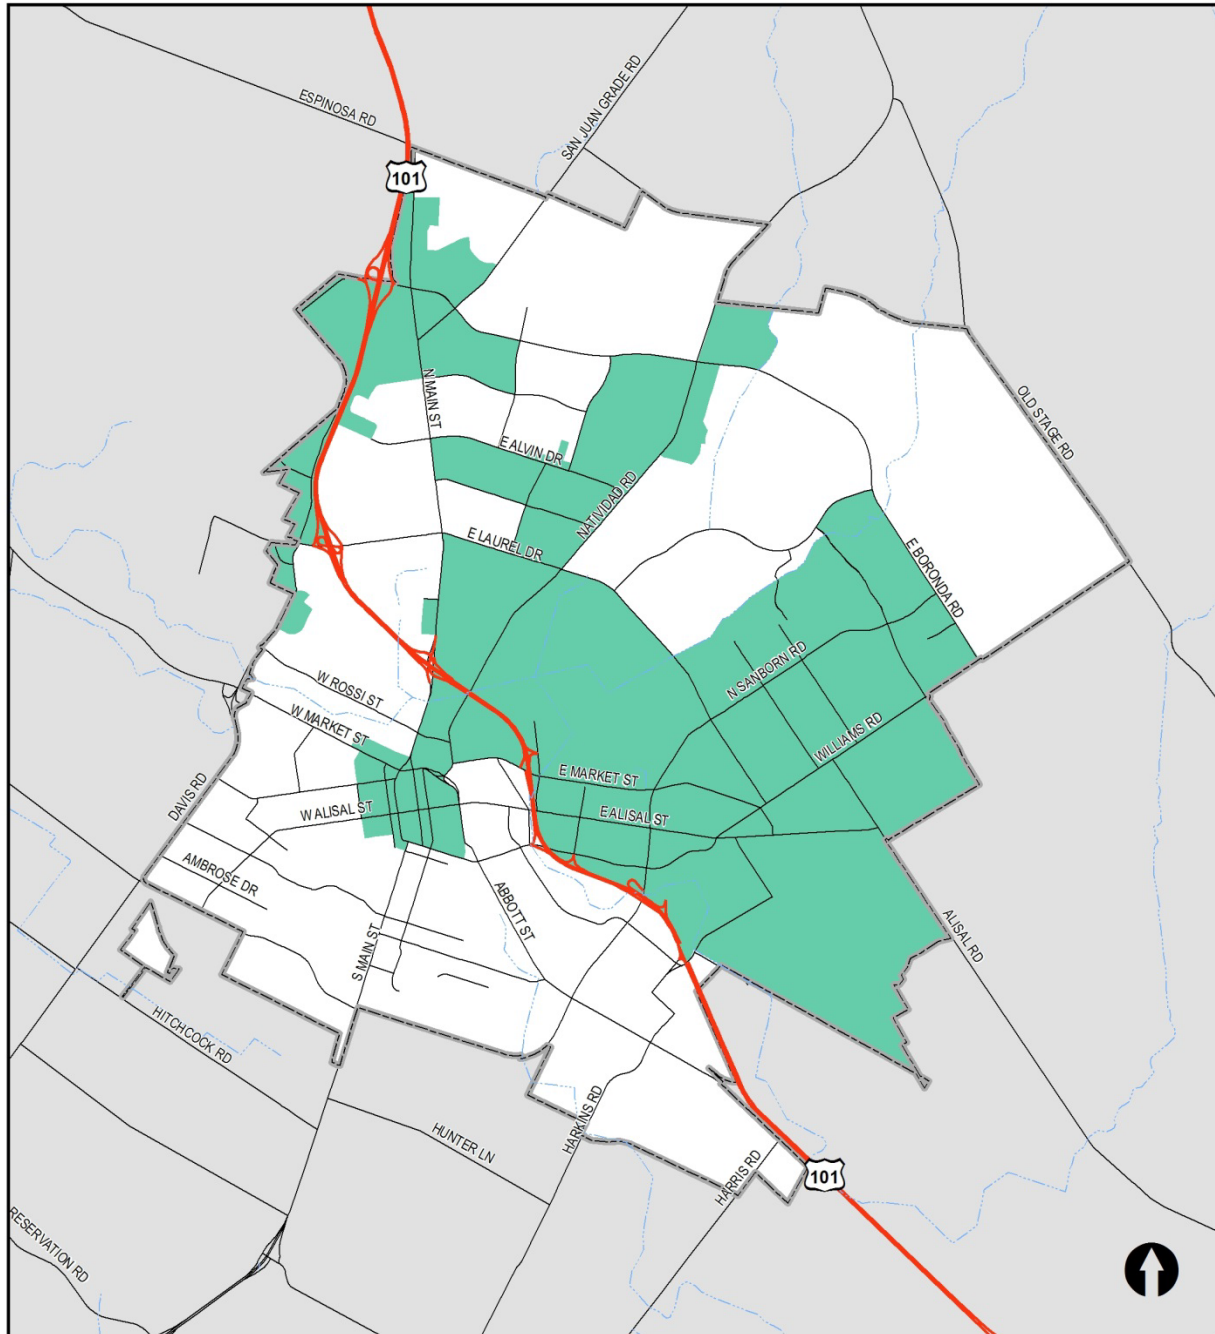 ESPINOSA RD
SAN JUAN GRADE RD
101
OLD STAGE RD
N MAIN ST
E ALVIN DR
NATIVIDAD RD
E LAUREL DR
E BORONDA RD
N SANBORN RD
W ROSSI ST
W MARKET ST
WILLIAMS RD
E MARKET ST
DAVIS RD
W ALISAL ST
E ALISAL ST
AMBROSE DR
ABBOTT ST
ALISAL RD
S MAIN ST
HITCHCOCK RD
HARKINS RD
HUNTER LN
HARRIS RD
101
RESERVATION RD